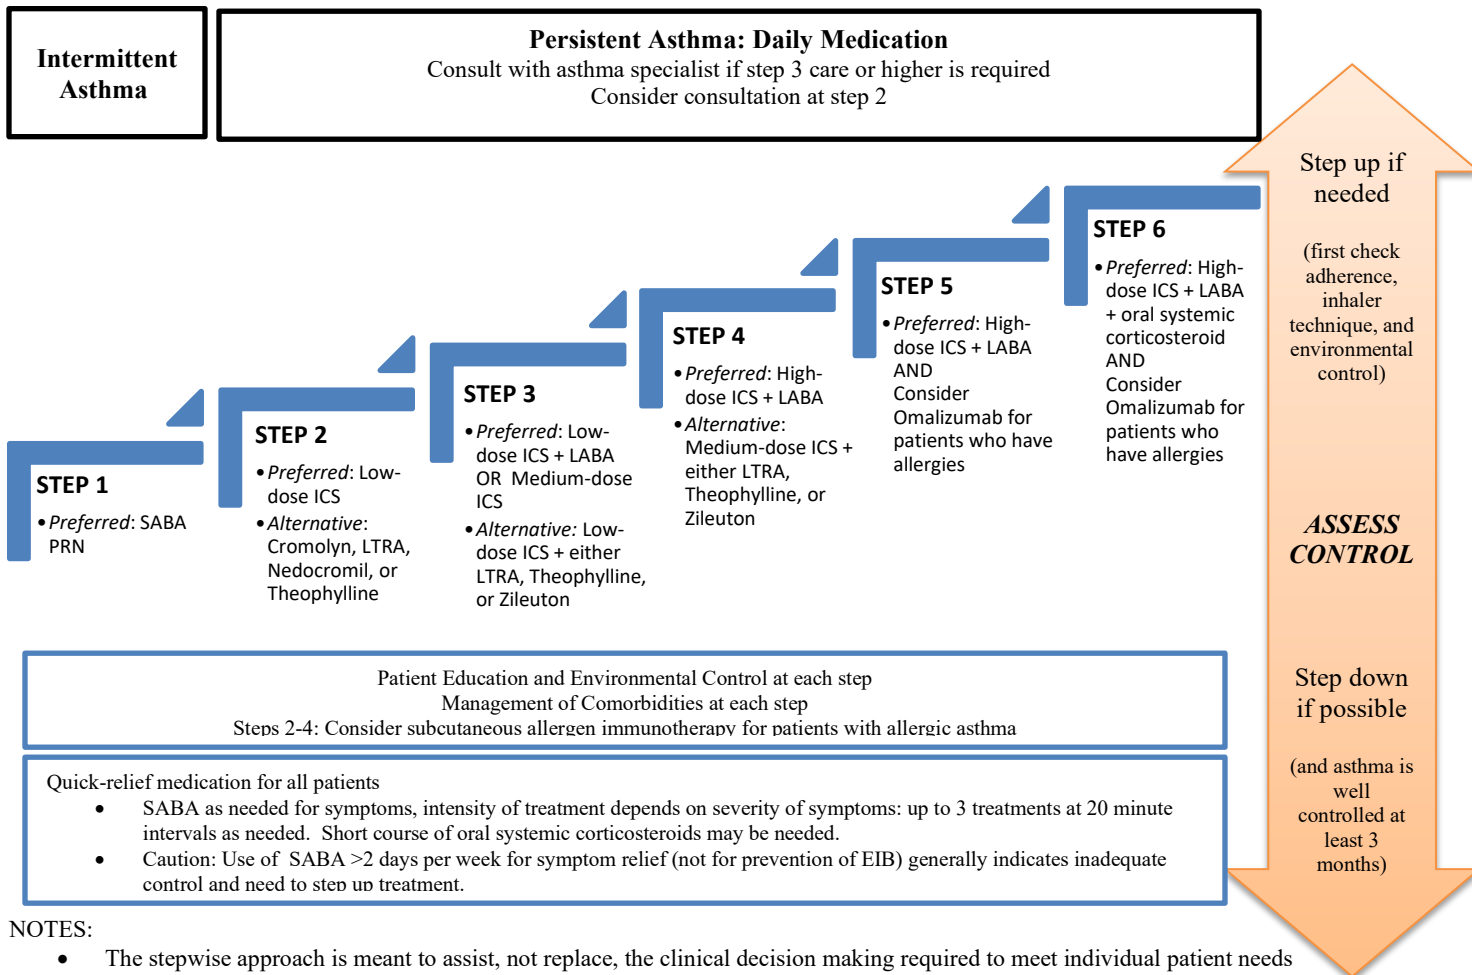 Intermittent
Asthma
Persistent Asthma: Daily Medication
Consult with asthma specialist if step 3 care or higher is required
Consider consultation at step 2
STEP 1
•Preferred: SABA
PRN
STEP 2
•Preferred: Low-
dose ICS
•Alternative:
Cromolyn, LTRA,
Nedocromil, or
Theophylline
STEP 3
•Preferred: Low-
dose ICS + LABA
OR Medium-dose
ICS
•Alternative: Low-
dose ICS + either
LTRA, Theophylline,
or Zileuton
STEP 4
•Preferred: High-
dose ICS + LABA
•Alternative:
Medium-dose ICS +
either LTRA,
Theophylline, or
Zileuton
STEP 5
•Preferred: High-
dose ICS + LABA
AND
Consider
Omalizumab for
patients who have
allergies
STEP 6
•Preferred: High-
dose ICS + LABA
+ oral systemic
corticosteroid
AND
Consider
Omalizumab for
patients who
have allergies
Step up if
needed
(first check
adherence,
inhaler
technique, and
environmental
control)
ASSESS
CONTROL
Step down
if possible
(and asthma is
well
controlled at
least 3
months)
Patient Education and Environmental Control at each step
Management of Comorbidities at each step
Steps 2-4: Consider subcutaneous allergen immunotherapy for patients with allergic asthma
Quick-relief medication for all patients
• SABA as needed for symptoms, intensity of treatment depends on severity of symptoms: up to 3 treatments at 20 minute
intervals as needed. Short course of oral systemic corticosteroids may be needed.
• Caution: Use of SABA >2 days per week for symptom relief (not for prevention of EIB) generally indicates inadequate
control and need to step up treatment.
NOTES:
• The stepwise approach is meant to assist, not replace, the clinical decision making required to meet individual patient needs